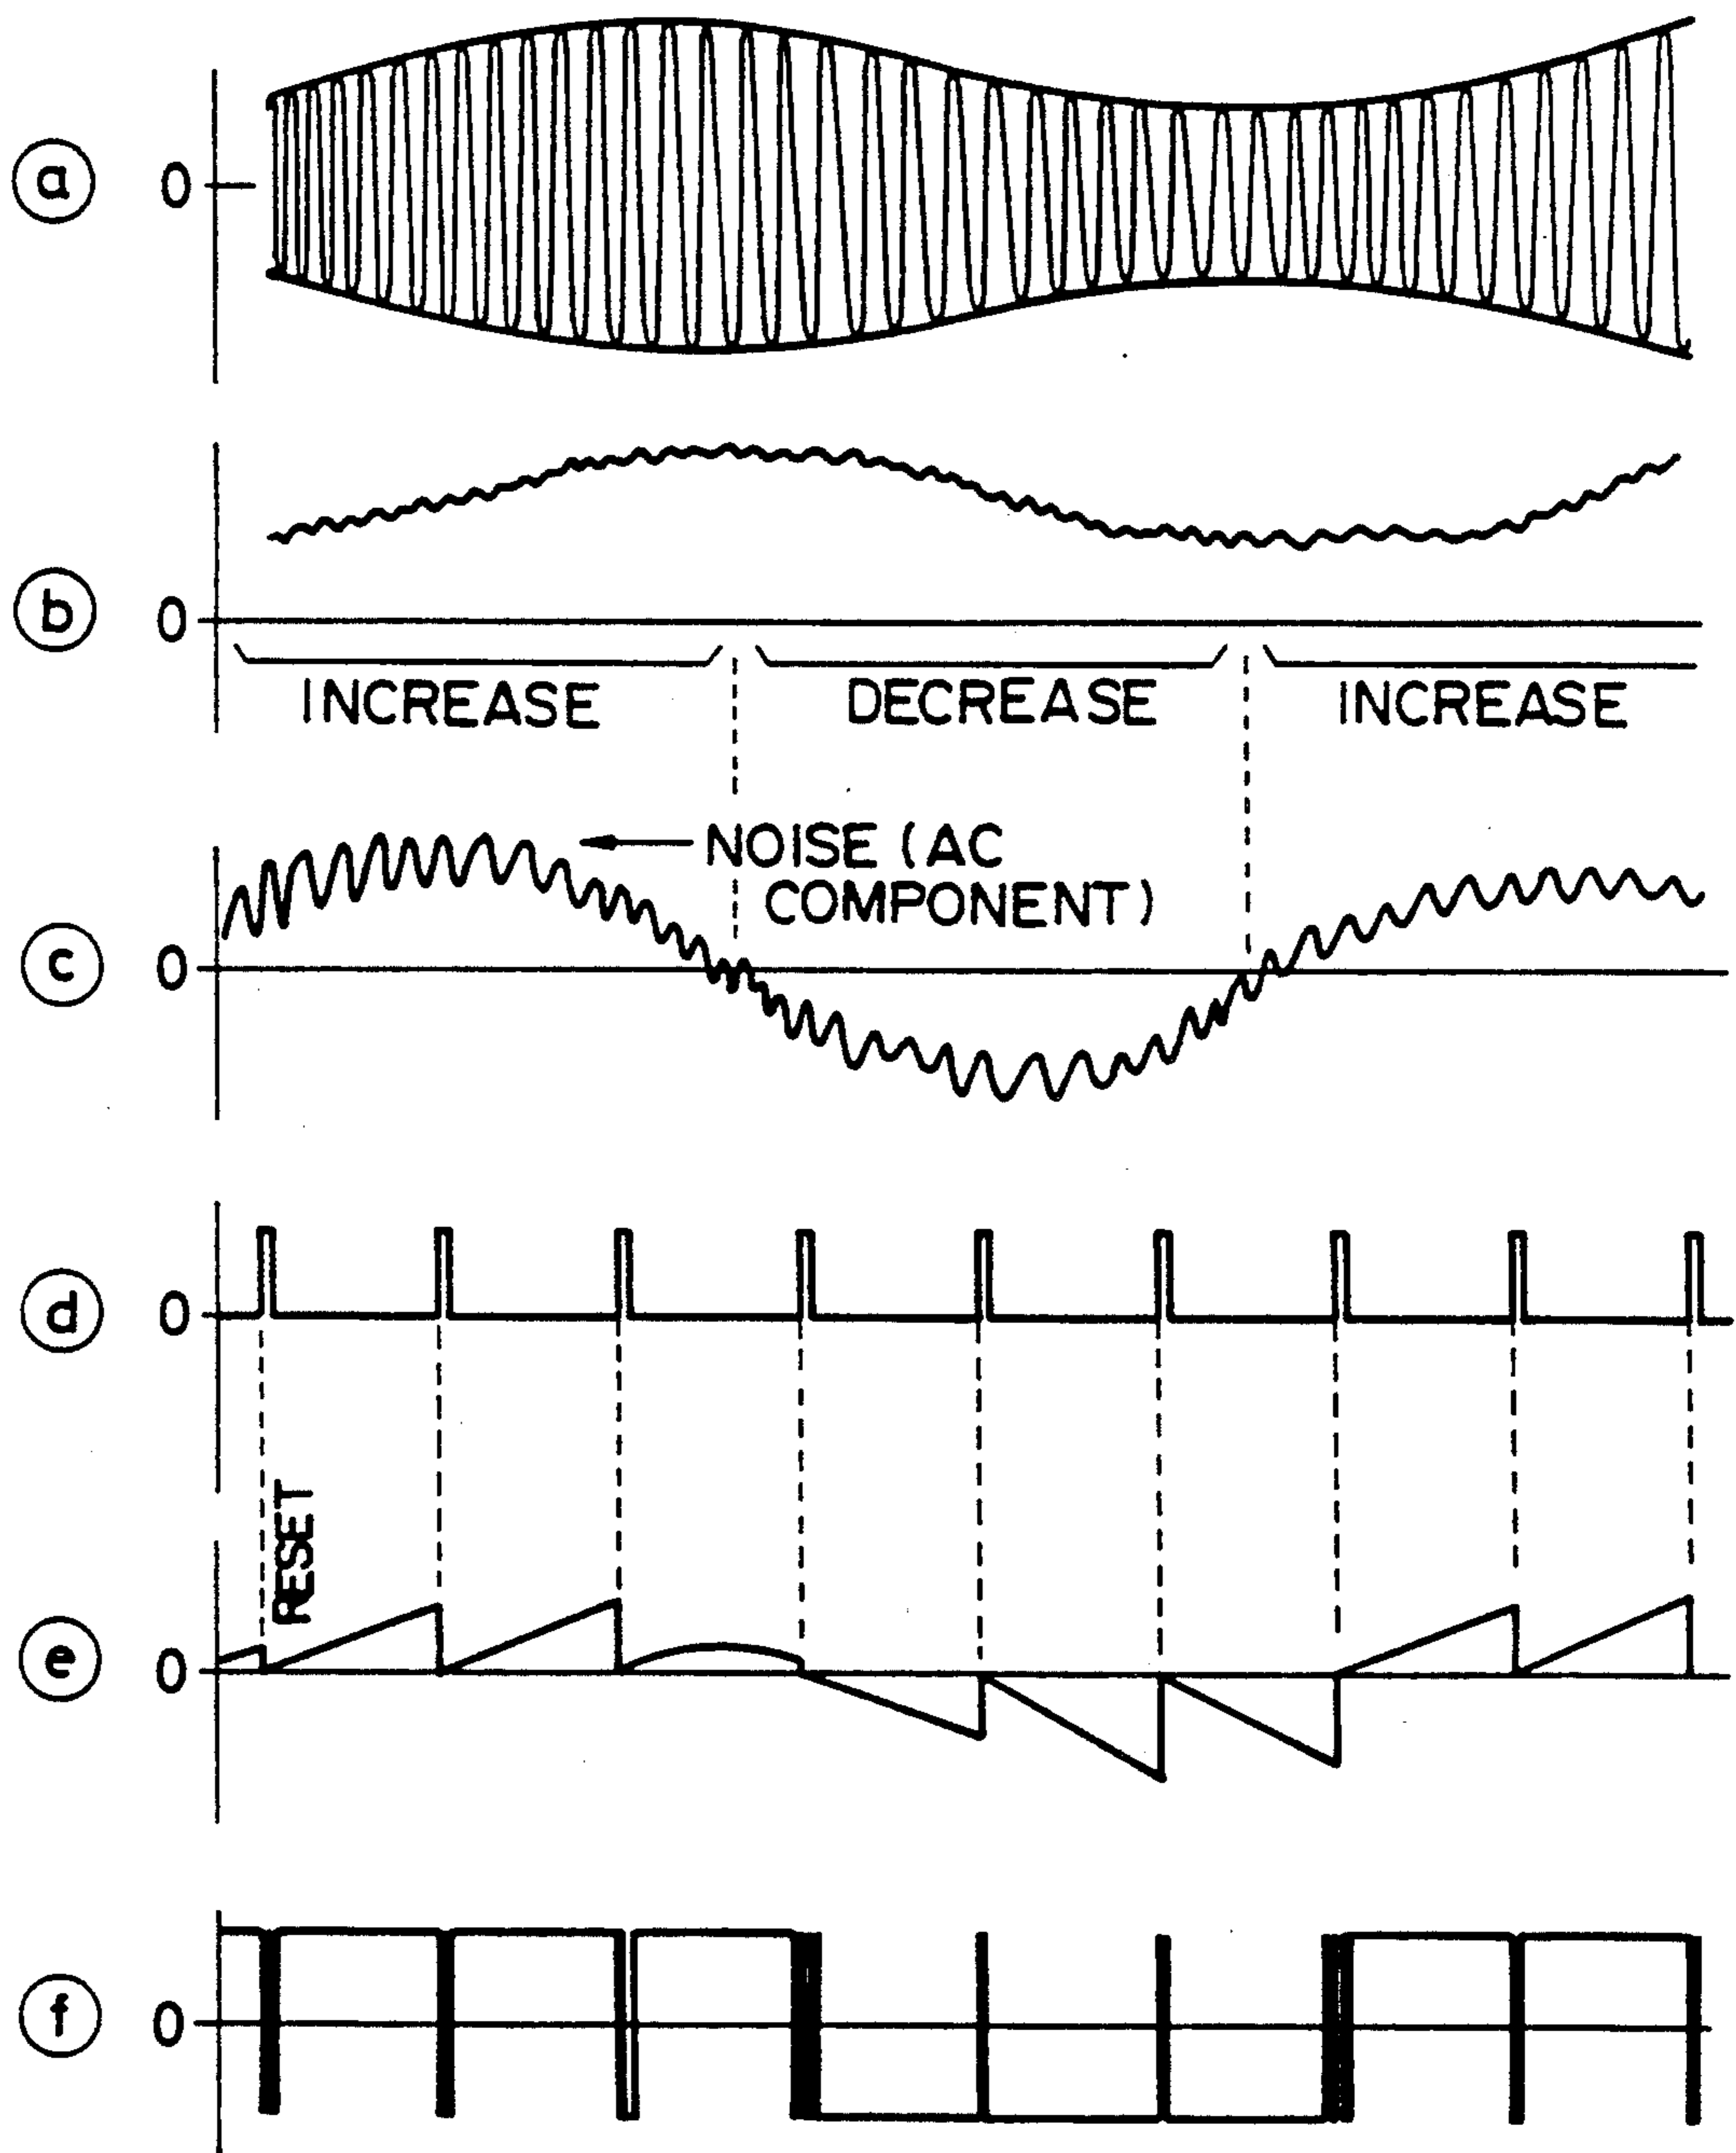 a
0
b
0
INCREASE
DECREASE
INCREASE
NOISE (AC
COMPONENT)
c
0
d
0
RESET
e
0
f
0